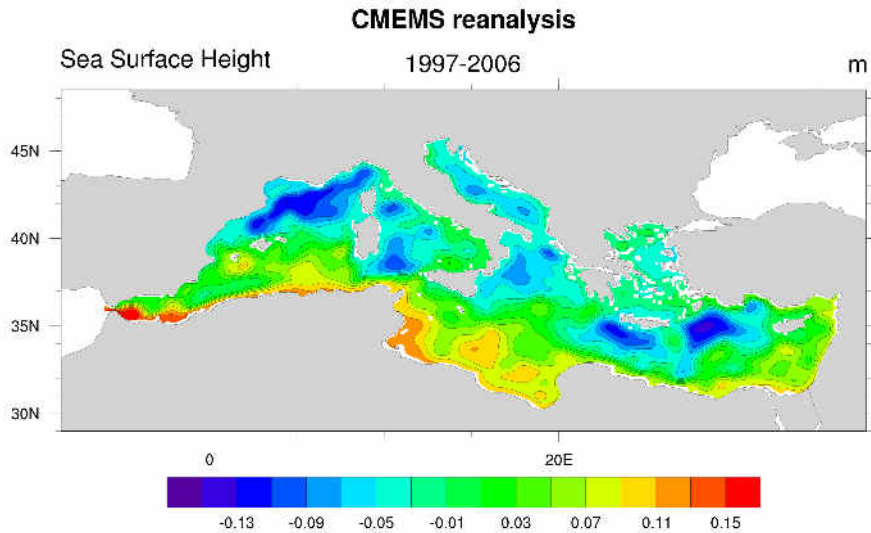 CMEMS reanalysis
Sea Surface Height 1997-2006 m
45N
40N
35N
30N
0 20E
-0.13 -0.09 -0.05 -0.01 0.03 0.07 0.11 0.15